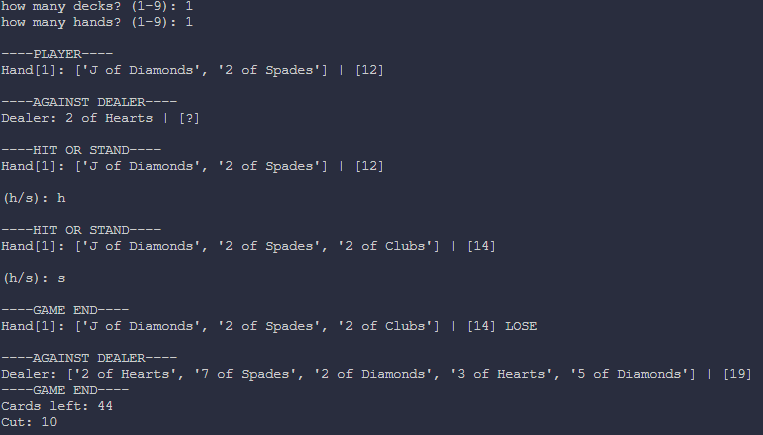 how many decks? (1-9): 1
how many hands? (1-9): 1
----PLAYER----
Hand[1]: ['J of Diamonds', '2 of Spades'] | [12]
----AGAINST DEALER----
Dealer: 2 of Hearts | [?]
----HIT OR STAND----
Hand[1]: ['J of Diamonds', '2 of Spades'] | [12]
(h/s): h
----HIT OR STAND----
Hand[1]: ['J of Diamonds', '2 of Spades', '2 of Clubs'] | [14]
(h/s): s
----GAME END----
Hand[1]: ['J of Diamonds', '2 of Spades', '2 of Clubs'] | [14] LOSE
----AGAINST DEALER----
Dealer: ['2 of Hearts', '7 of Spades', '2 of Diamonds', '3 of Hearts', '5 of Diamonds'] | [19]
----GAME END----
Cards left: 44
Cut: 10